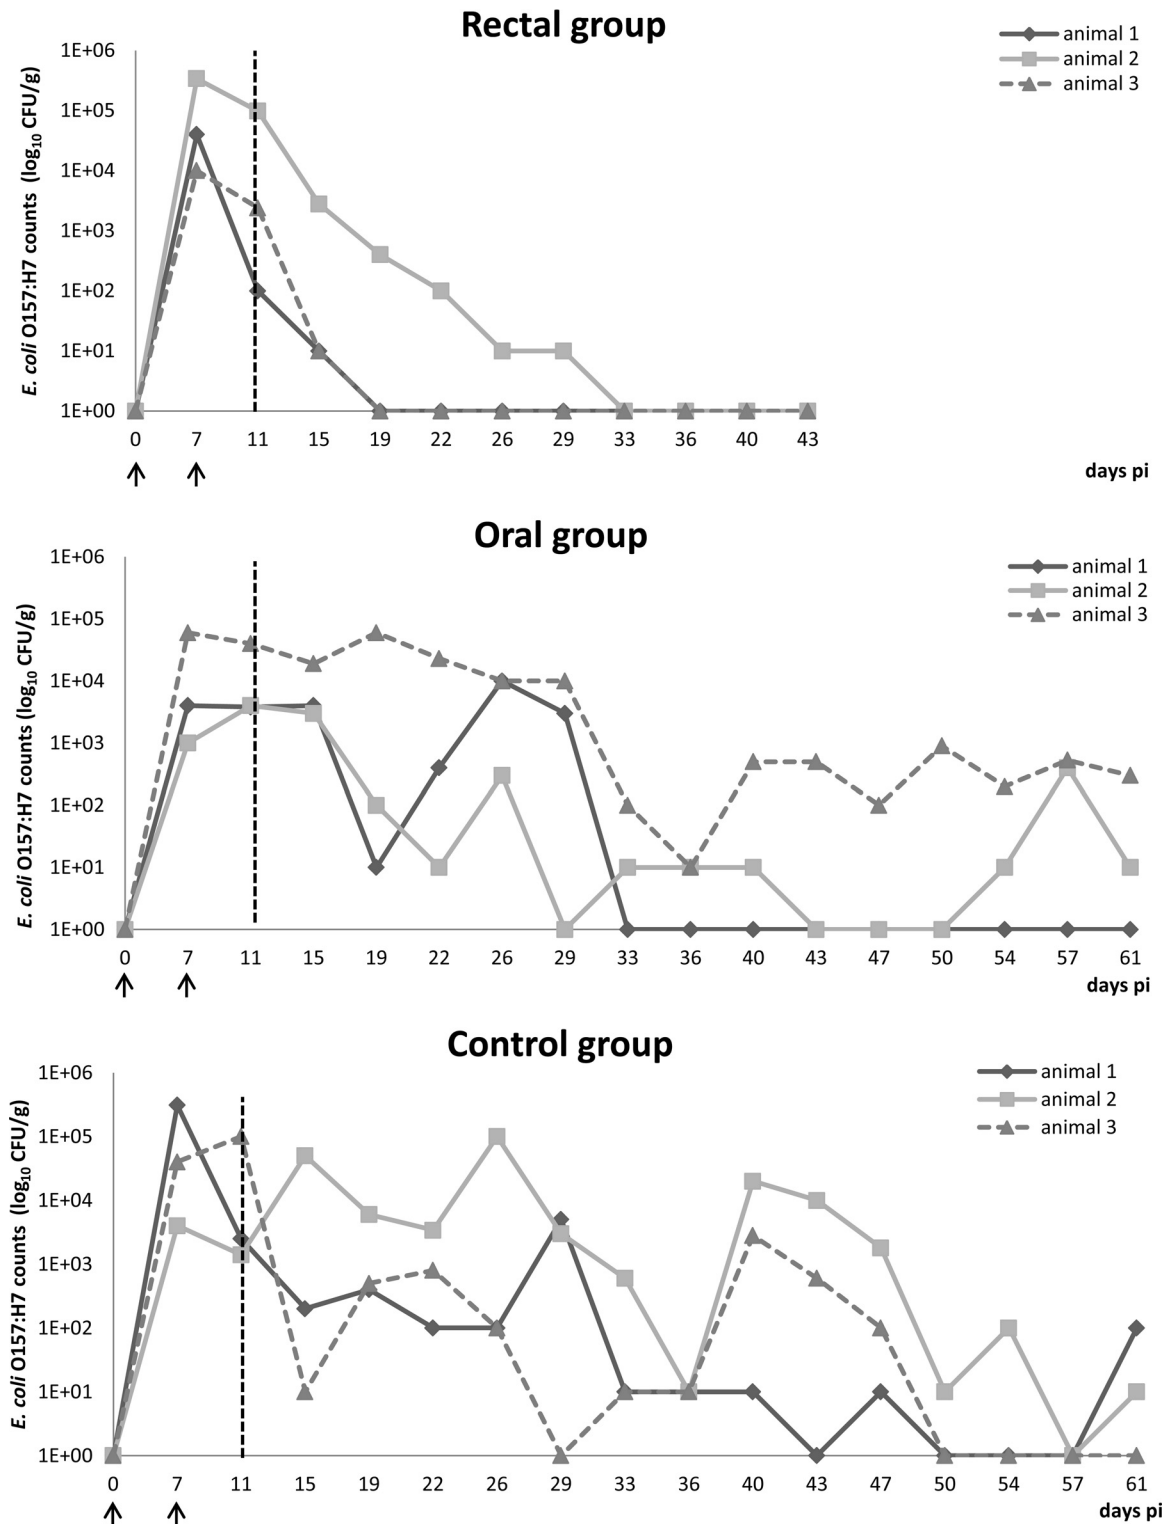 Rectal group
animal 1
animal 2
animal 3
E. coli O157:H7 counts (log10 CFU/g)
1E+06
1E+05
1E+04
1E+03
1E+02
1E+01
1E+00
0 7 11 15 19 22 26 29 33 36 40 43
days pi
Oral group
animal 1
animal 2
animal 3
E. coli O157:H7 counts (log10 CFU/g)
1E+06
1E+05
1E+04
1E+03
1E+02
1E+01
1E+00
0 7 11 15 19 22 26 29 33 36 40 43 47 50 54 57 61
days pi
Control group
animal 1
animal 2
animal 3
E. coli O157:H7 counts (log10 CFU/g)
1E+06
1E+05
1E+04
1E+03
1E+02
1E+01
1E+00
0 7 11 15 19 22 26 29 33 36 40 43 47 50 54 57 61
days pi